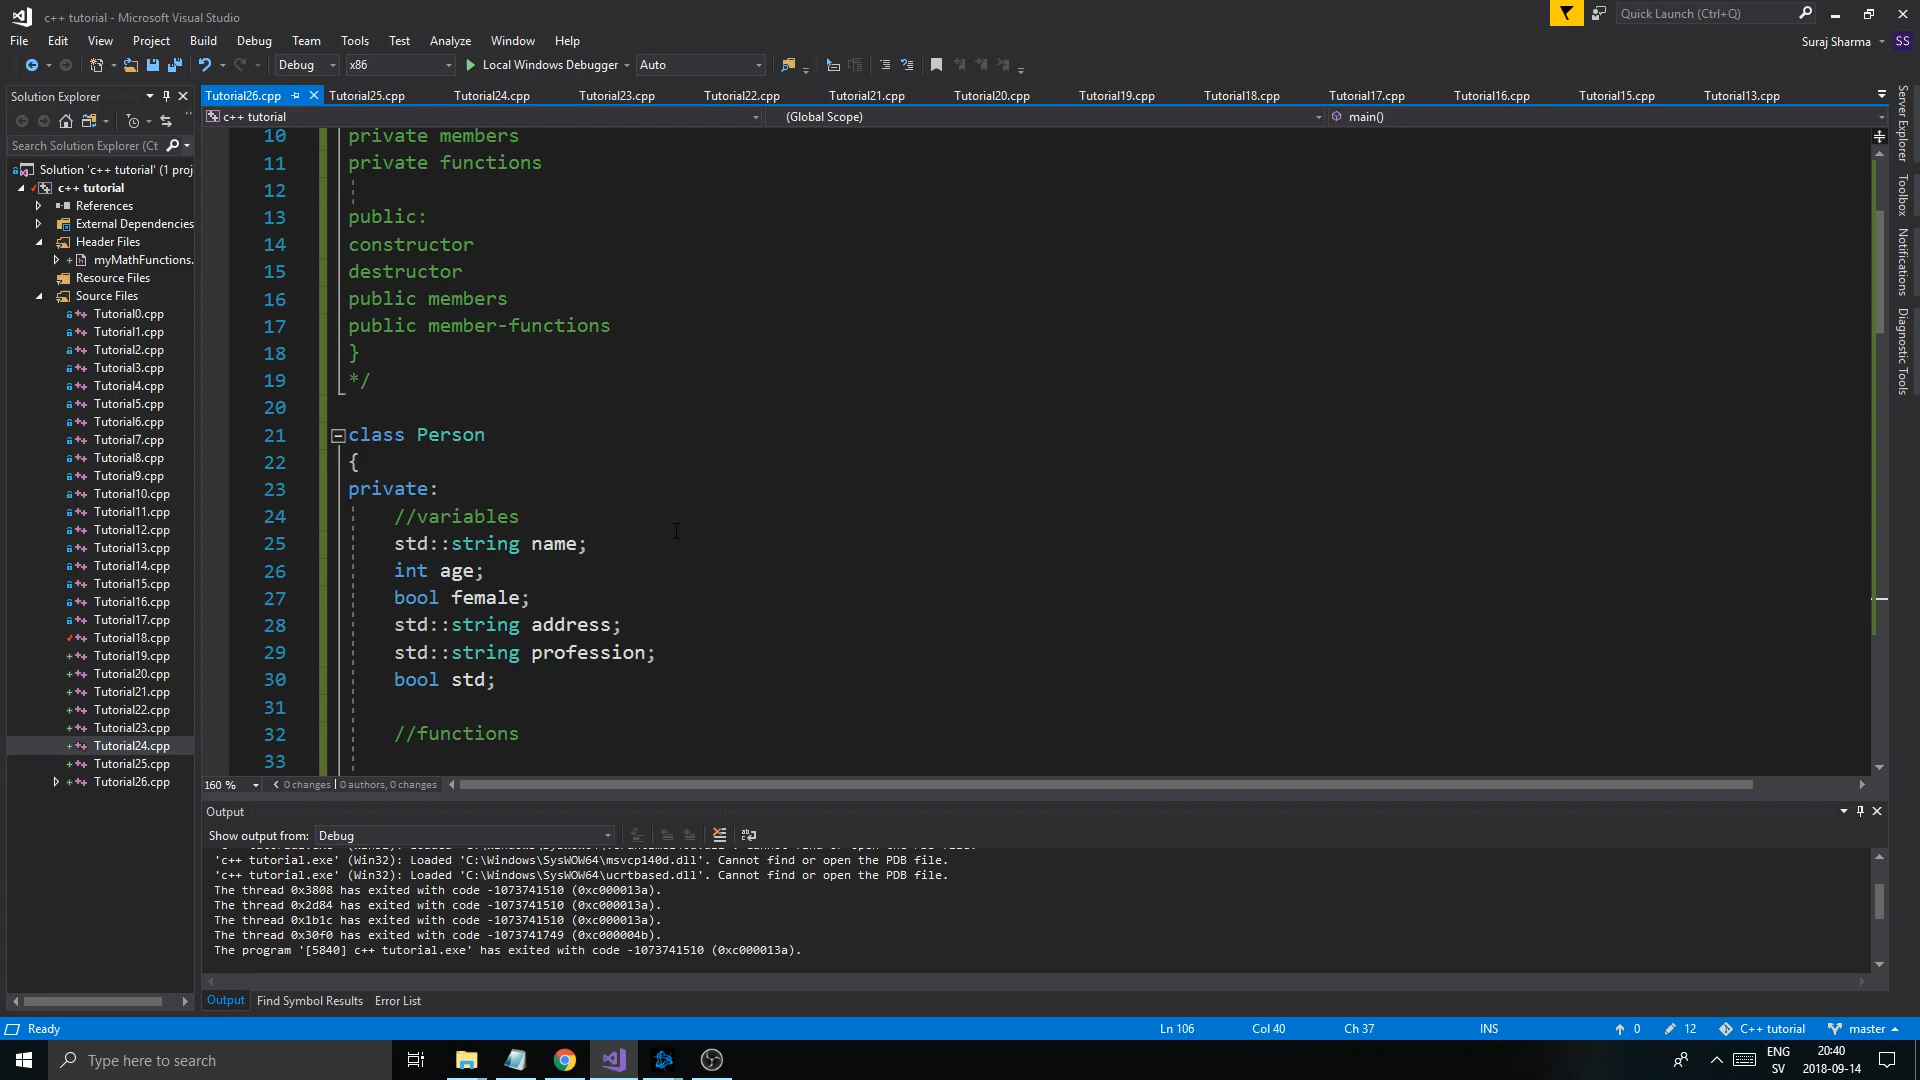 c++ tutorial - Microsoft Visual Studio
Quick Launch (Ctrl+Q)
File Edit View Project Build Debug Team Tools Test Analyze Window Help
Suraj Sharma SS
Debug x86 Local Windows Debugger Auto
Solution Explorer
Tutorial26.cpp Tutorial25.cpp Tutorial24.cpp Tutorial23.cpp Tutorial22.cpp Tutorial21.cpp Tutorial20.cpp Tutorial19.cpp Tutorial18.cpp Tutorial17.cpp Tutorial16.cpp Tutorial15.cpp Tutorial13.cpp
c++ tutorial (Global Scope) main()
Search Solution Explorer (Ct
Solution 'c++ tutorial' (1 proj
c++ tutorial
References
External Dependencies
Header Files
myMathFunctions.
Resource Files
Source Files
Tutorial0.cpp
Tutorial1.cpp
Tutorial2.cpp
Tutorial3.cpp
Tutorial4.cpp
Tutorial5.cpp
Tutorial6.cpp
Tutorial7.cpp
Tutorial8.cpp
Tutorial9.cpp
Tutorial10.cpp
Tutorial11.cpp
Tutorial12.cpp
Tutorial13.cpp
Tutorial14.cpp
Tutorial15.cpp
Tutorial16.cpp
Tutorial17.cpp
Tutorial18.cpp
Tutorial19.cpp
Tutorial20.cpp
Tutorial21.cpp
Tutorial22.cpp
Tutorial23.cpp
Tutorial24.cpp
Tutorial25.cpp
Tutorial26.cpp
10 private members
11 private functions
12
13 public:
14 constructor
15 destructor
16 public members
17 public member-functions
18 }
19 */
20
21 class Person
22 {
23 private:
24 //variables
25 std::string name;
26 int age;
27 bool female;
28 std::string address;
29 std::string profession;
30 bool std;
31
32 //functions
33
160 % 0 changes | 0 authors, 0 changes
Server Explorer
Toolbox
Notifications
Diagnostic Tools
Output
Show output from: Debug
'c++ tutorial.exe' (Win32): Loaded 'C:\Windows\SysWOW64\msvcp140d.dll'. Cannot find or open the PDB file.
'c++ tutorial.exe' (Win32): Loaded 'C:\Windows\SysWOW64\ucrtbased.dll'. Cannot find or open the PDB file.
The thread 0x3808 has exited with code -1073741510 (0xc000013a).
The thread 0x2d84 has exited with code -1073741510 (0xc000013a).
The thread 0x1b1c has exited with code -1073741510 (0xc000013a).
The thread 0x30f0 has exited with code -1073741749 (0xc000004b).
The program '[5840] c++ tutorial.exe' has exited with code -1073741510 (0xc000013a).
Output Find Symbol Results Error List
Ready Ln 106 Col 40 Ch 37 INS 0 12 C++ tutorial master
Type here to search
ENG
SV
20:40
2018-09-14